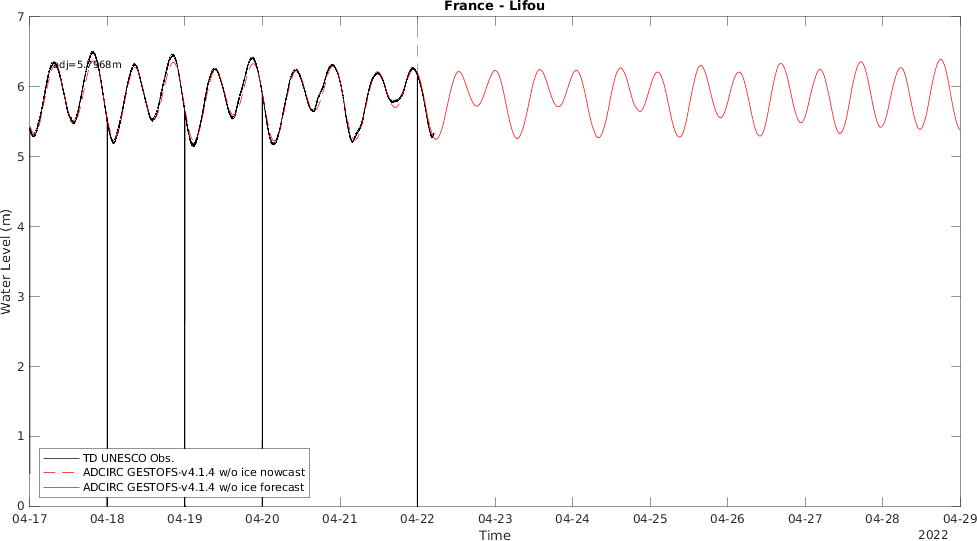 France - Lifou
7
6
5
4
3
2
1
0
Water Level (m)
adj=5.7968m
TD UNESCO Obs.
ADCIRC GESTOFS-v4.1.4 w/o ice nowcast
ADCIRC GESTOFS-v4.1.4 w/o ice forecast
04-17 04-18 04-19 04-20 04-21 04-22 04-23 04-24 04-25 04-26 04-27 04-28 04-29
Time
2022